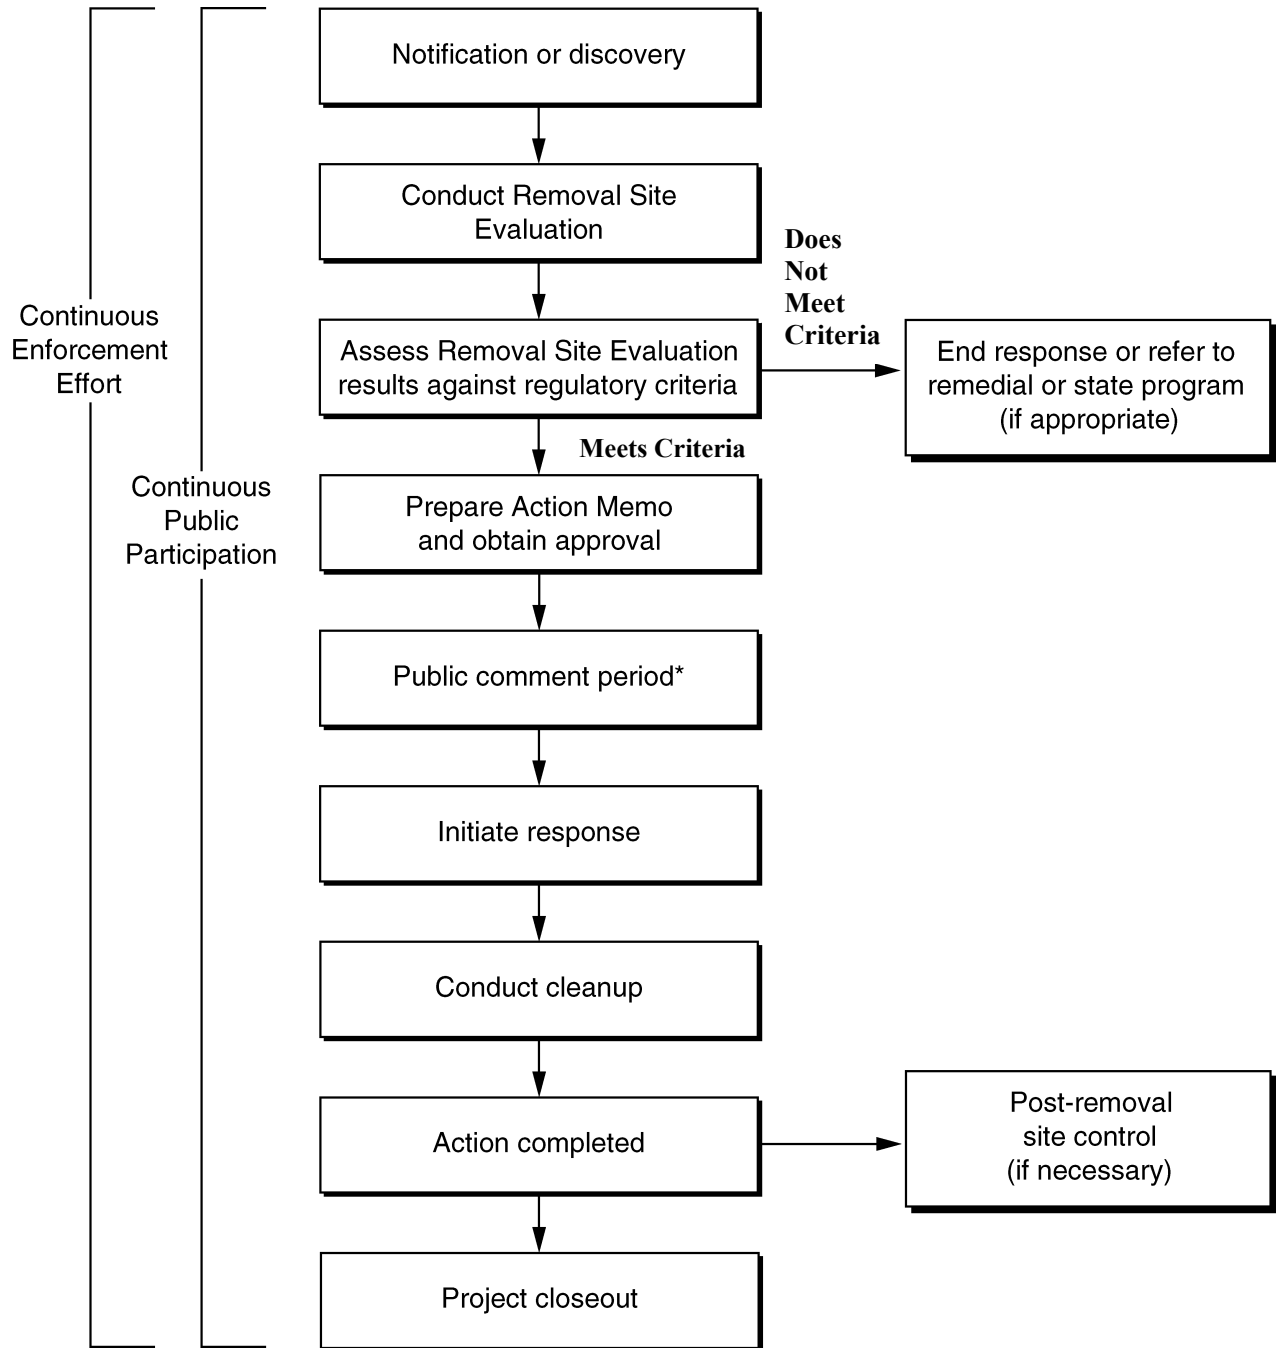 Notification or discovery
Conduct Removal Site
Evaluation
Does
Not
Meet
Criteria
Continuous
Enforcement
Effort
Assess Removal Site Evaluation
results against regulatory criteria
End response or refer to
remedial or state program
(if appropriate)
Meets Criteria
Continuous
Public
Participation
Prepare Action Memo
and obtain approval
Public comment period*
Initiate response
Conduct cleanup
Action completed
Post-removal
site control
(if necessary)
Project closeout